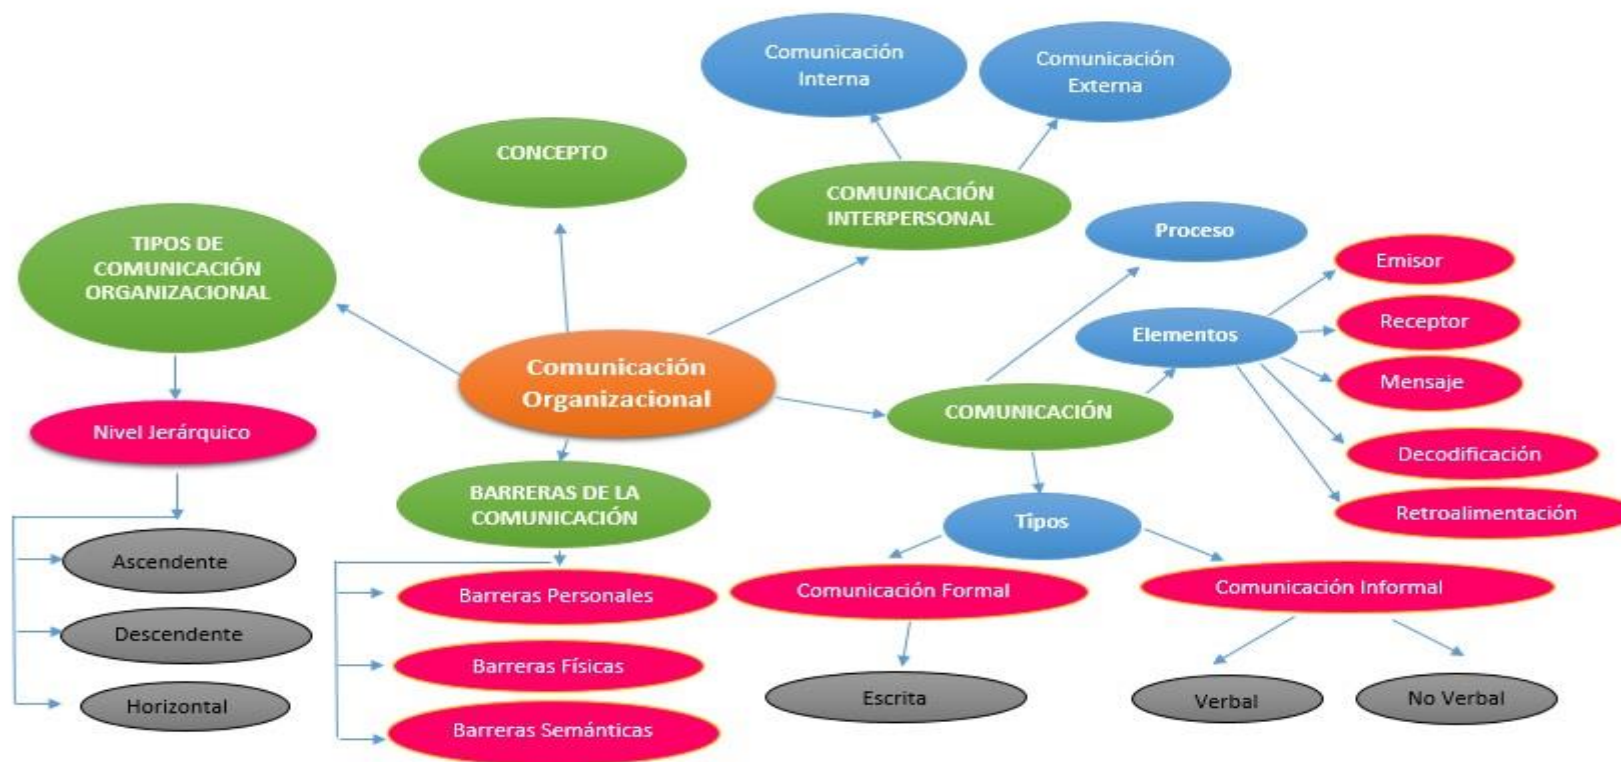 Comunicación
Interna
Comunicación
Externa
CONCEPTO
COMUNICACIÓN
INTERPERSONAL
TIPOS DE
COMUNICACIÓN
ORGANIZACIONAL
Proceso
Emisor
Elementos
Receptor
Comunicación
Organizacional
Mensaje
COMUNICACIÓN
Nivel Jerárquico
Decodificación
BARRERAS DE LA
COMUNICACIÓN
Retroalimentación
Tipos
Ascendente
Barreras Personales
Comunicación Formal
Comunicación Informal
Descendente
Barreras Físicas
Escrita
Verbal
No Verbal
Horizontal
Barreras Semánticas